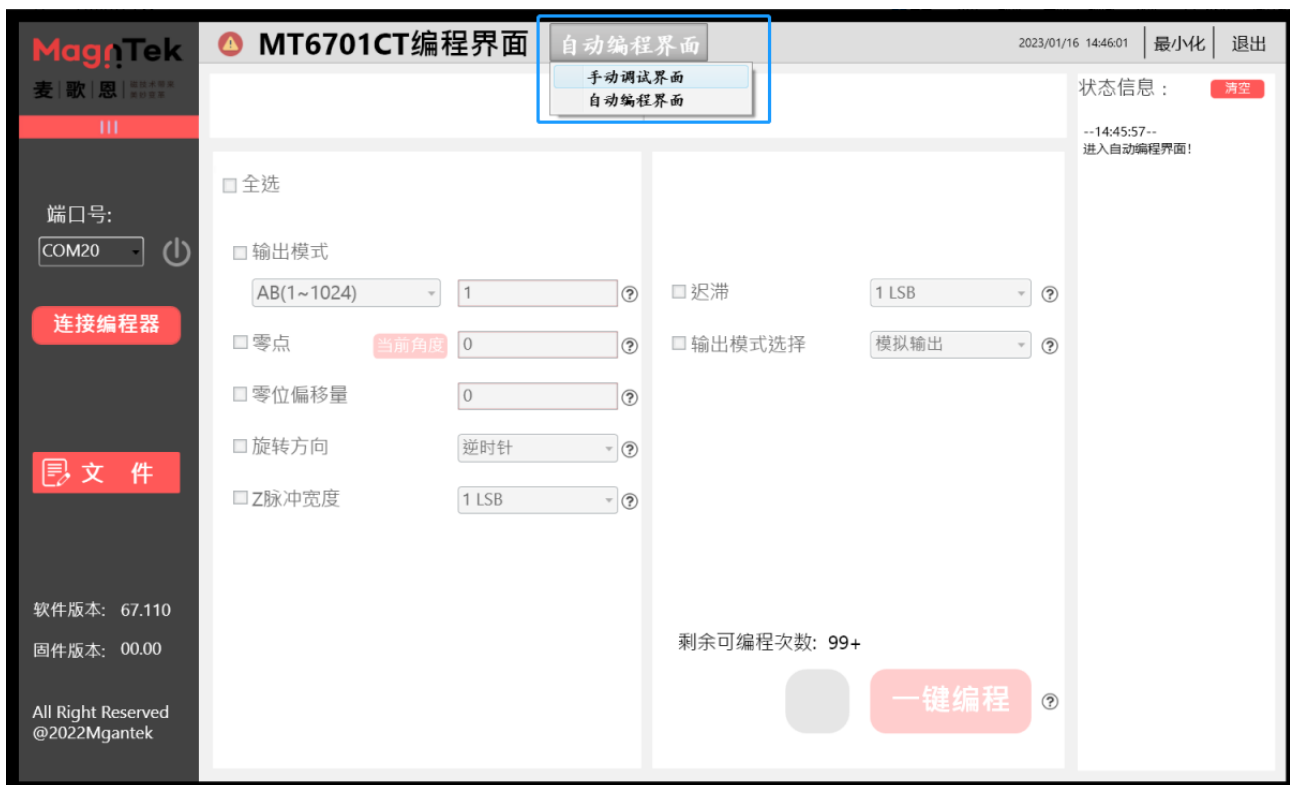 MagnTek
麦|歌|恩
MT6701CT编程界面
自动编程界面
手动调试界面
自动编程界面
2023/01/16 14:46:01
最小化
退出
III
端口号:
COM20
连接编程器
文 件
软件版本: 67.110
固件版本: 00.00
All Right Reserved
@2022Mgantek
全选
输出模式
AB(1~1024) 1 ?
零点 当前角度 0 ?
零位偏移量 0 ?
旋转方向 逆时针 ?
Z脉冲宽度 1 LSB ?
迟滞 1 LSB ?
输出模式选择 模拟输出 ?
剩余可编程次数: 99+
一键编程 ?
状态信息: 清空
--14:45:57--
进入自动编程界面!